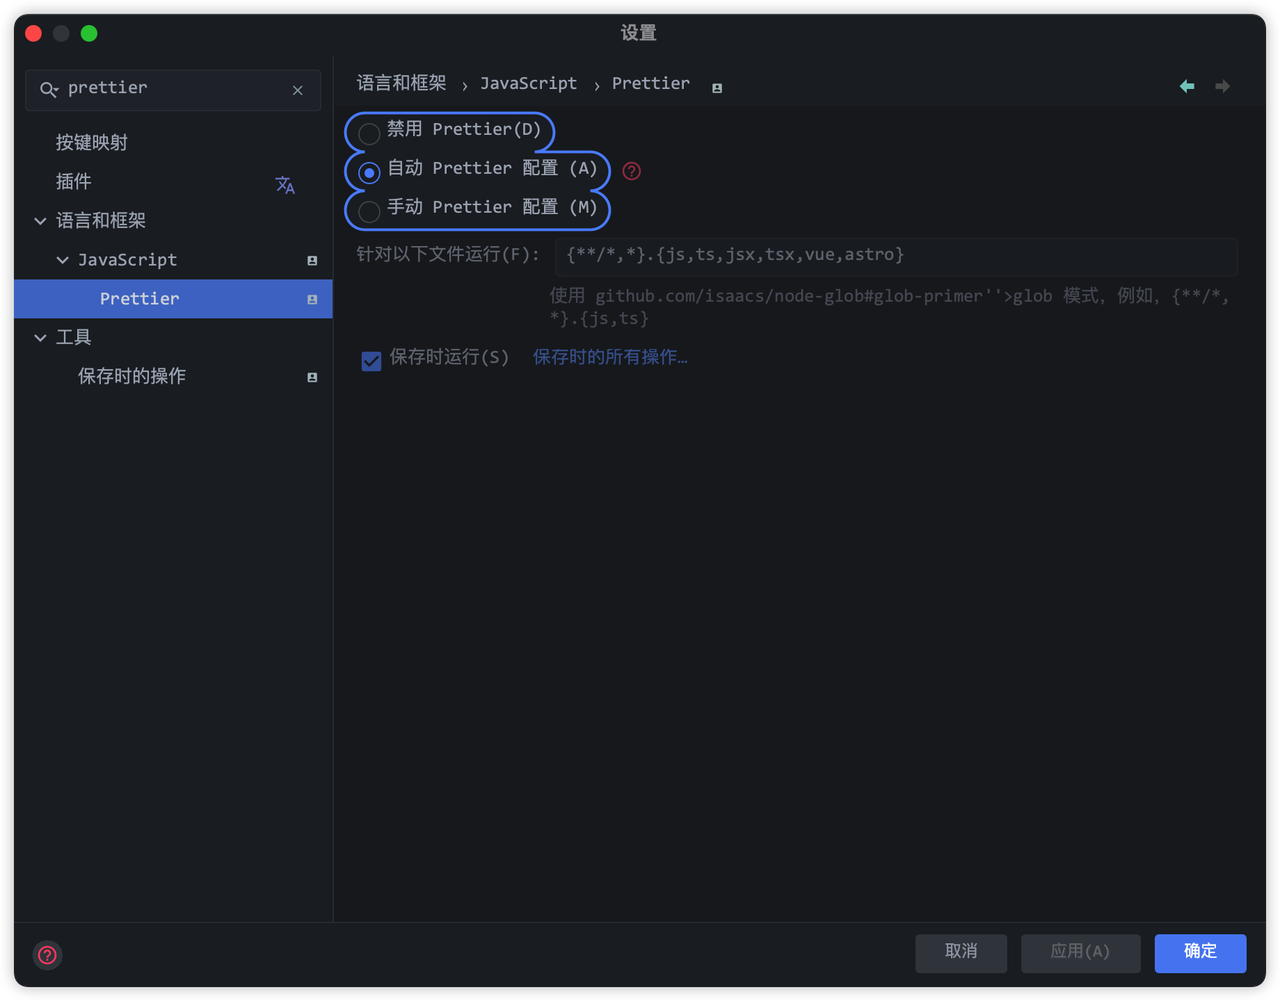 设置
prettier
按键映射
插件
语言和框架
JavaScript
Prettier
工具
保存时的操作
语言和框架 › JavaScript › Prettier
禁用 Prettier(D)
自动 Prettier 配置 (A)
手动 Prettier 配置 (M)
针对以下文件运行(F): {**/*,*}.{js,ts,jsx,tsx,vue,astro}
使用 github.com/isaacs/node-glob#glob-primer''>glob 模式，例如，{**/*,
*}.{js,ts}
保存时运行(S) 保存时的所有操作…
取消 应用(A) 确定